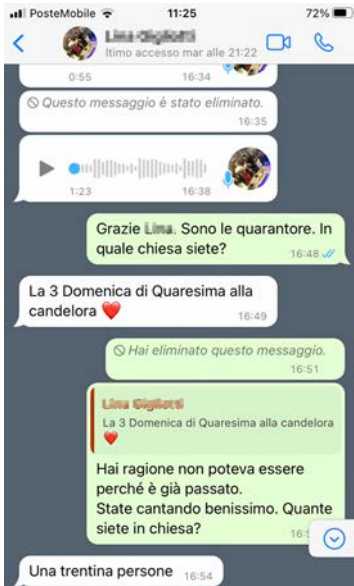 PosteMobile 11:25 72%
ltimo accesso mar alle 21:22
0:55 16:34
Questo messaggio è stato eliminato.
16:35
1:23 16:38
Grazie . Sono le quarantore. In
quale chiesa siete?
16:48
La 3 Domenica di Quaresima alla
candelora ❤️
16:49
Hai eliminato questo messaggio.
16:51
La 3 Domenica di Quaresima alla candelora
❤️
Hai ragione non poteva essere
perché è già passato.
State cantando benissimo. Quante
siete in chiesa?
16:
Una trentina persone 16:54